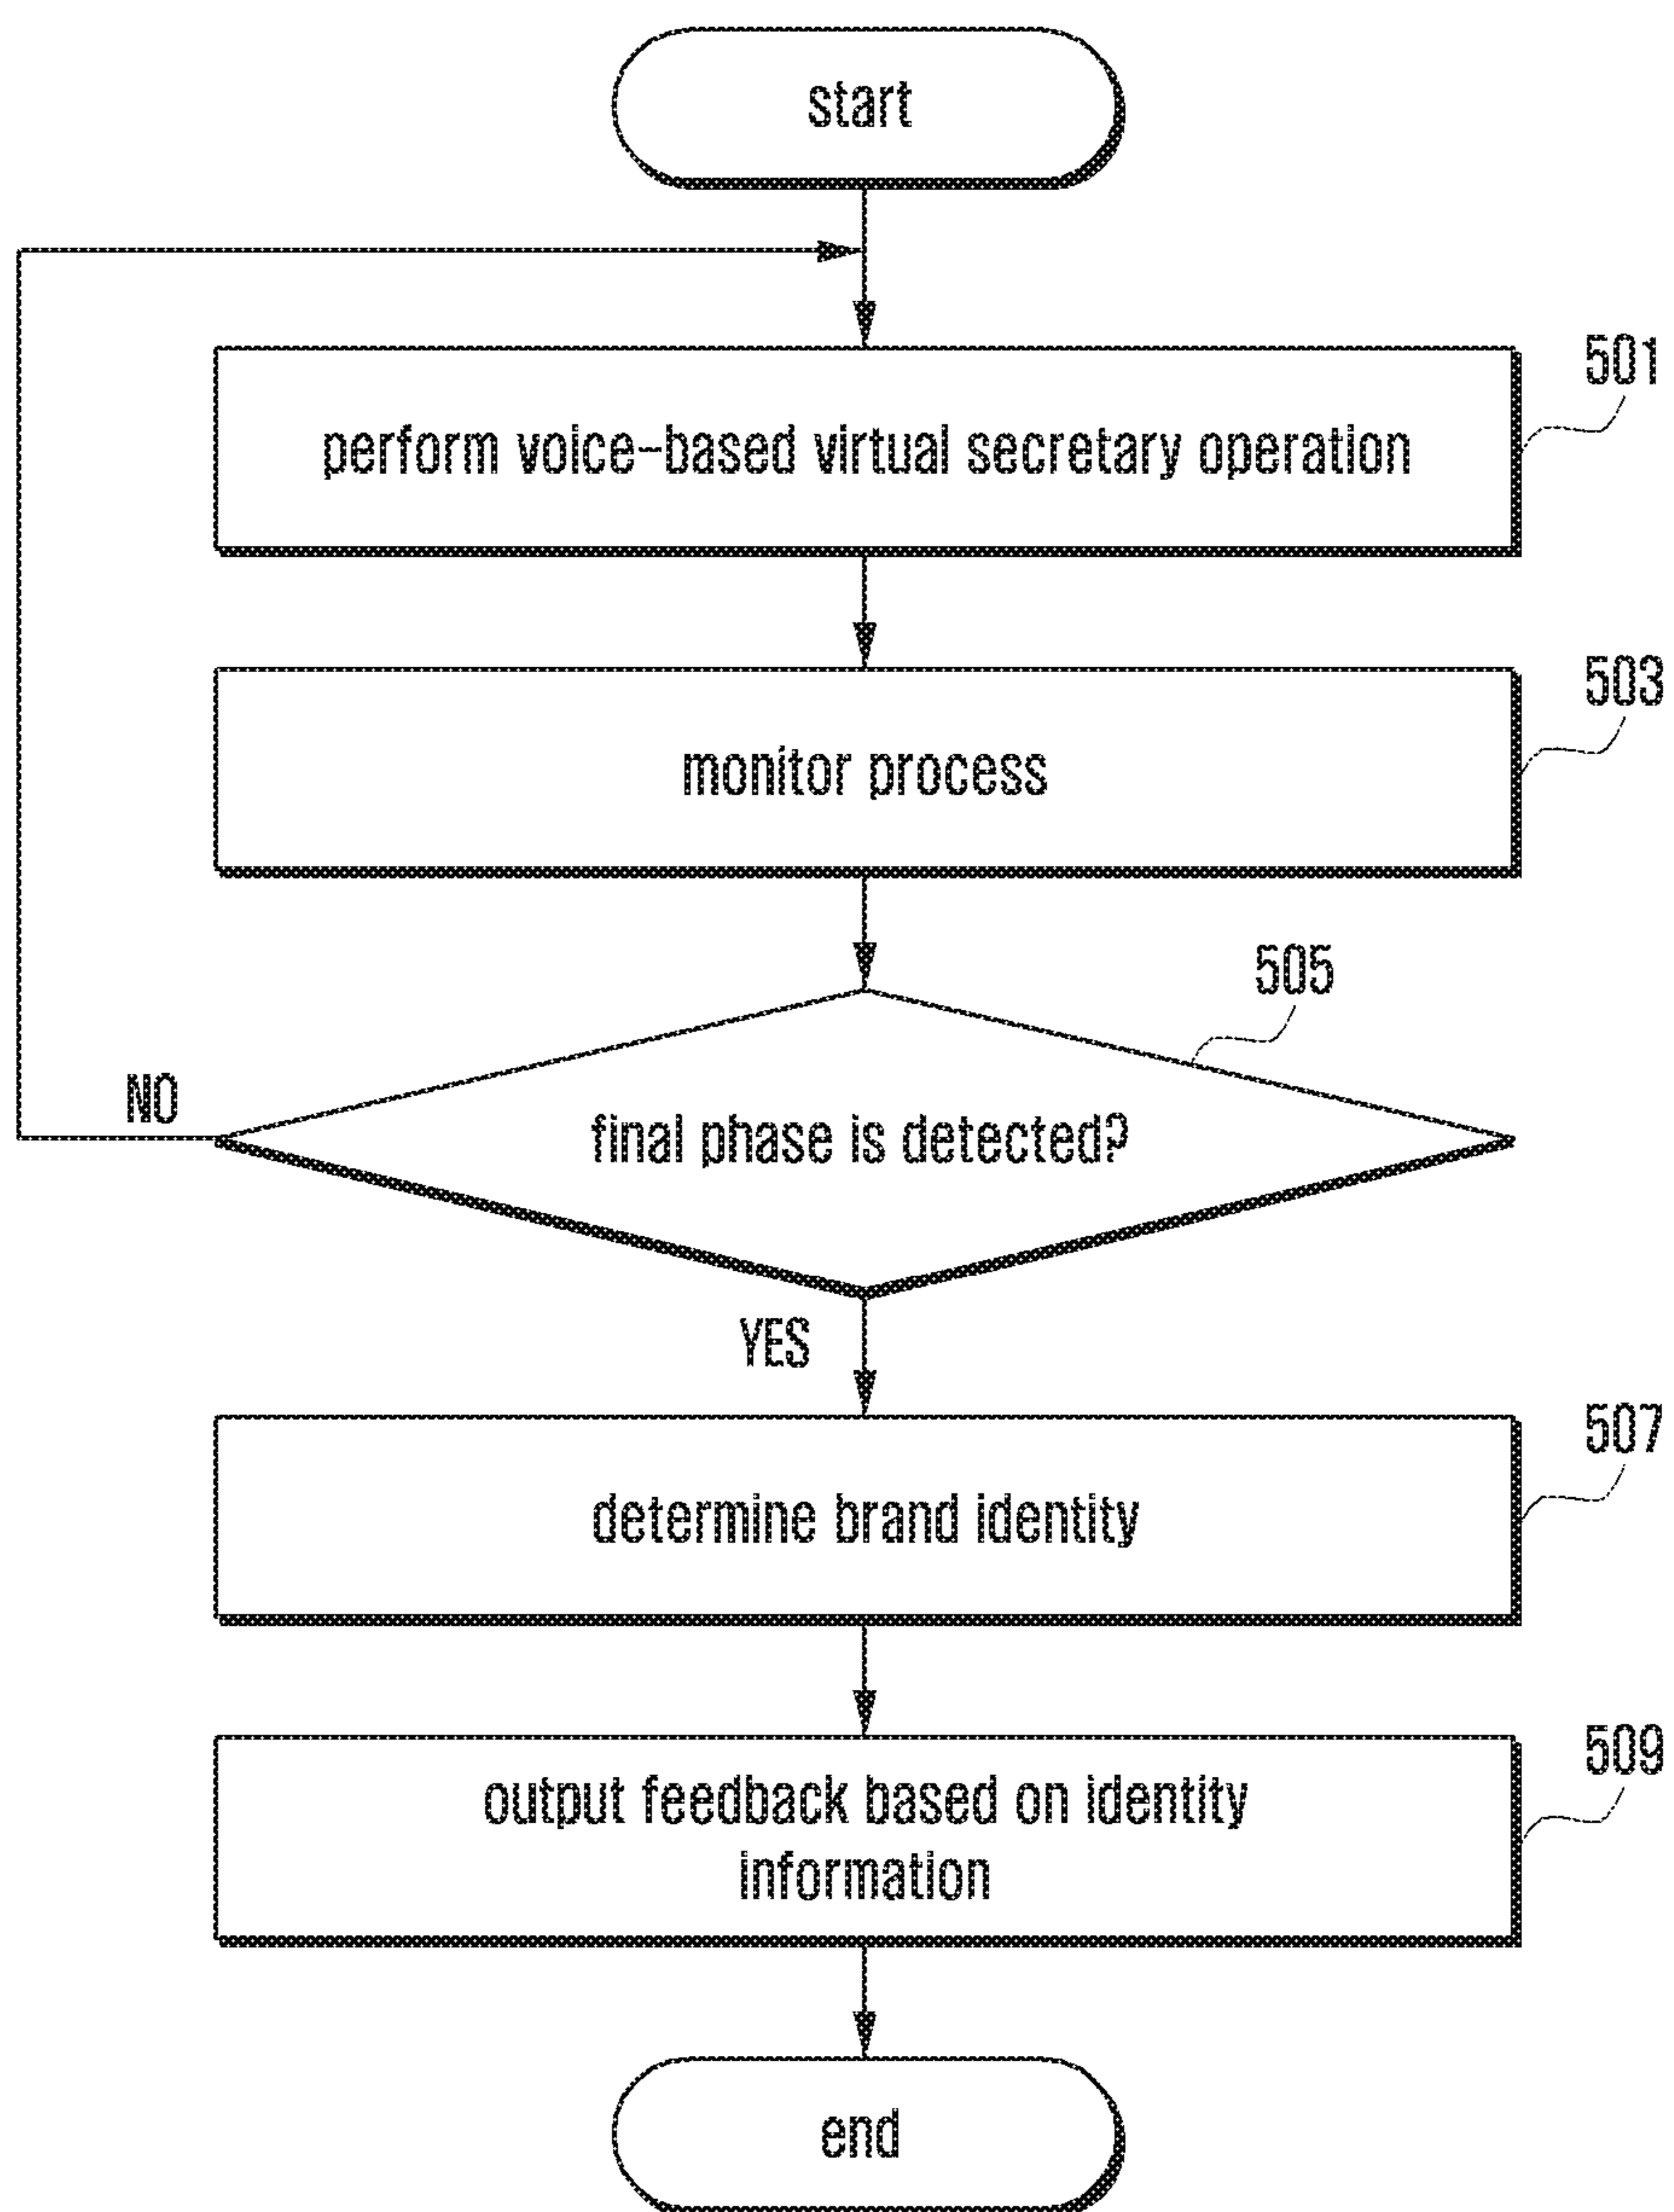 start
501
perform voice-based virtual secretary operation
503
monitor process
505
final phase is detected?
NO
YES
507
determine brand identity
509
output feedback based on identity
information
end